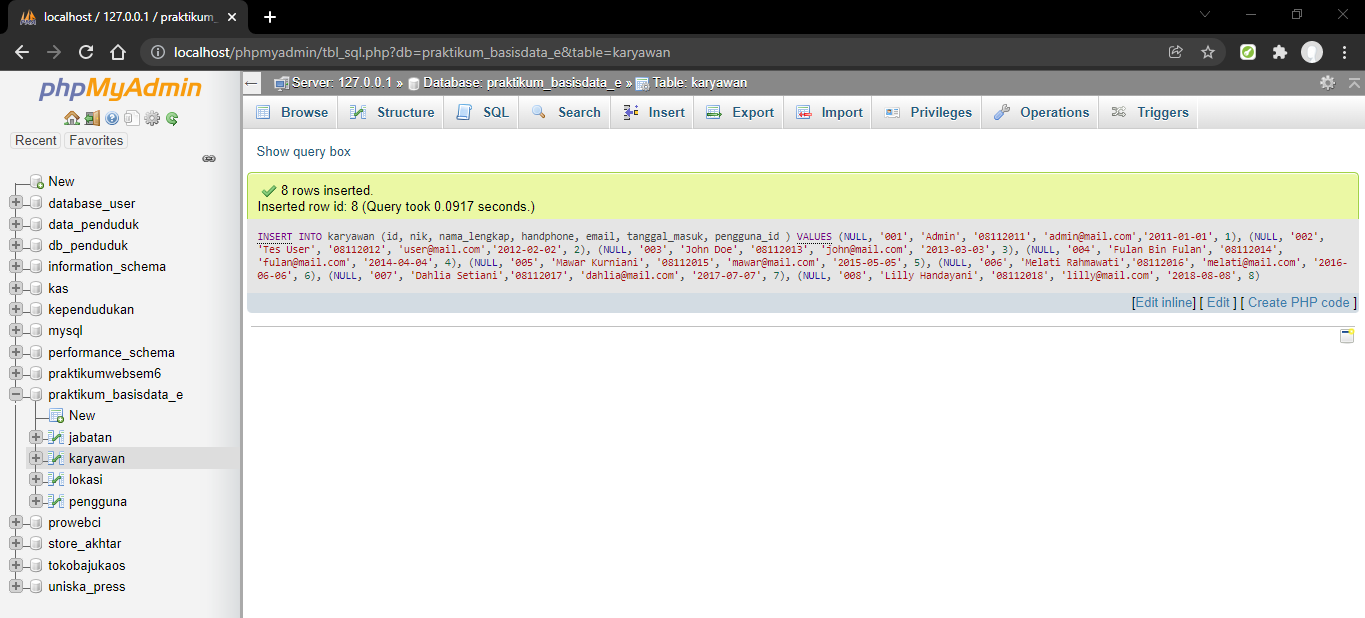 localhost / 127.0.0.1 / praktikum_
localhost/phpmyadmin/tbl_sql.php?db=praktikum_basisdata_e&table=karyawan
phpMyAdmin
Recent Favorites
New
database_user
data_penduduk
db_penduduk
information_schema
kas
kependudukan
mysql
performance_schema
praktikumwebsem6
praktikum_basisdata_e
New
jabatan
karyawan
lokasi
pengguna
prowebci
store_akhtar
tokobajukaos
uniska_press
Server: 127.0.0.1 » Database: praktikum_basisdata_e » Table: karyawan
Browse Structure SQL Search Insert Export Import Privileges Operations Triggers
Show query box
8 rows inserted.
Inserted row id: 8 (Query took 0.0917 seconds.)
INSERT INTO karyawan (id, nik, nama_lengkap, handphone, email, tanggal_masuk, pengguna_id ) VALUES (NULL, '001', 'Admin', '08112011', 'admin@mail.com','2011-01-01', 1), (NULL, '002',
'Tes User', '08112012', 'user@mail.com','2012-02-02', 2), (NULL, '003', 'John Doe', '08112013', 'john@mail.com', '2013-03-03', 3), (NULL, '004', 'Fulan Bin Fulan', '08112014',
'fulan@mail.com', '2014-04-04', 4), (NULL, '005', 'Mawar Kurniani', '08112015', 'mawar@mail.com', '2015-05-05', 5), (NULL, '006', 'Melati Rahmawati','08112016', 'melati@mail.com', '2016-
06-06', 6), (NULL, '007', 'Dahlia Setiani','08112017', 'dahlia@mail.com', '2017-07-07', 7), (NULL, '008', 'Lilly Handayani', '08112018', 'lilly@mail.com', '2018-08-08', 8)
[Edit inline] [ Edit ] [ Create PHP code ]